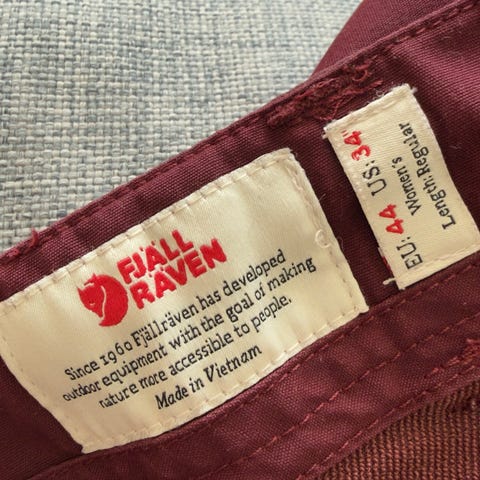 FJÄLL
RÄVEN
Since 1960 Fjällräven has developed
outdoor equipment with the goal of making
nature more accessible to people.
Made in Vietnam
EU: 44 US: 34"
Women's
Length: Regular